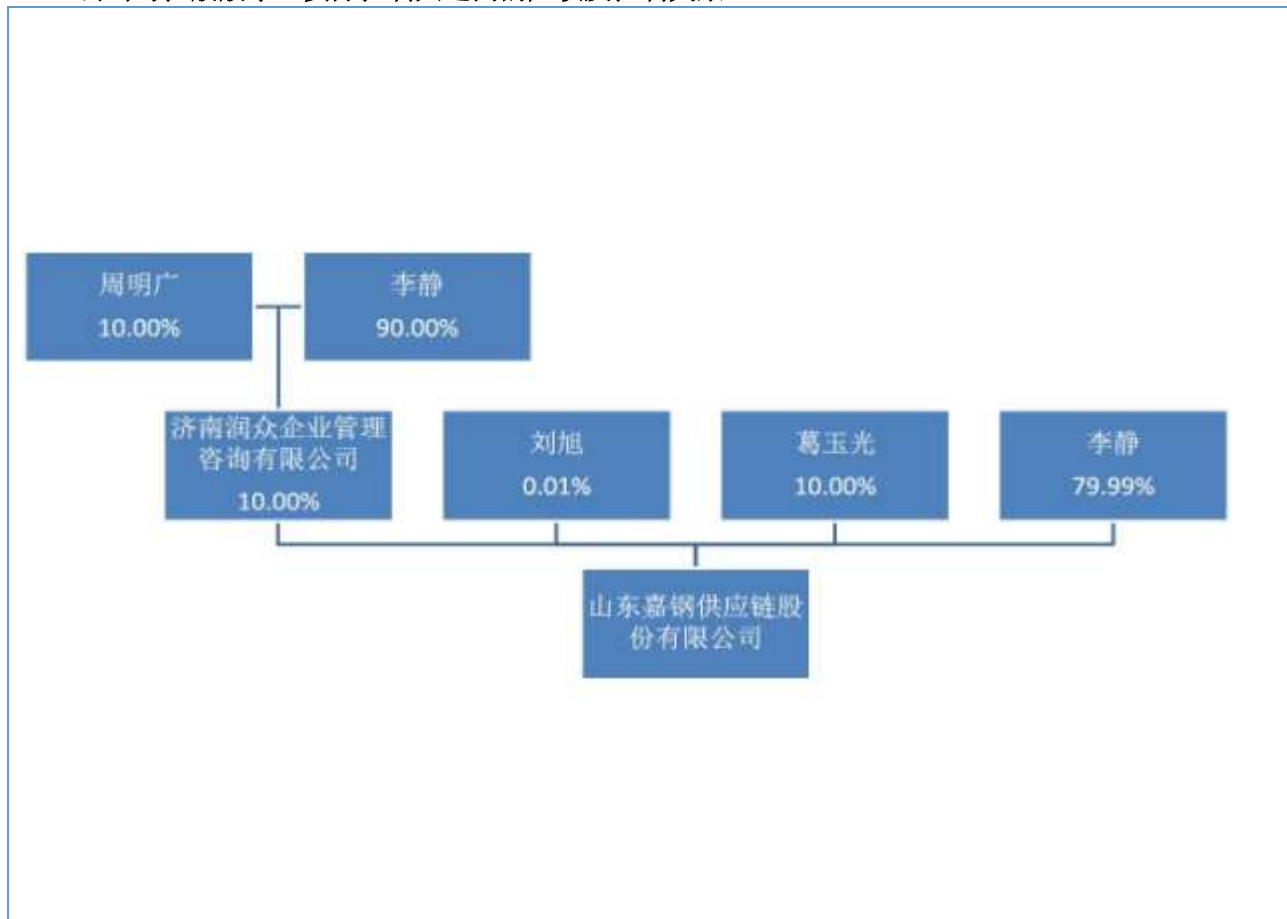 周明广
10.00%
李静
90.00%
济南润众企业管理
咨询有限公司
10.00%
刘旭
0.01%
葛玉光
10.00%
李静
79.99%
山东嘉钢供应链股
份有限公司